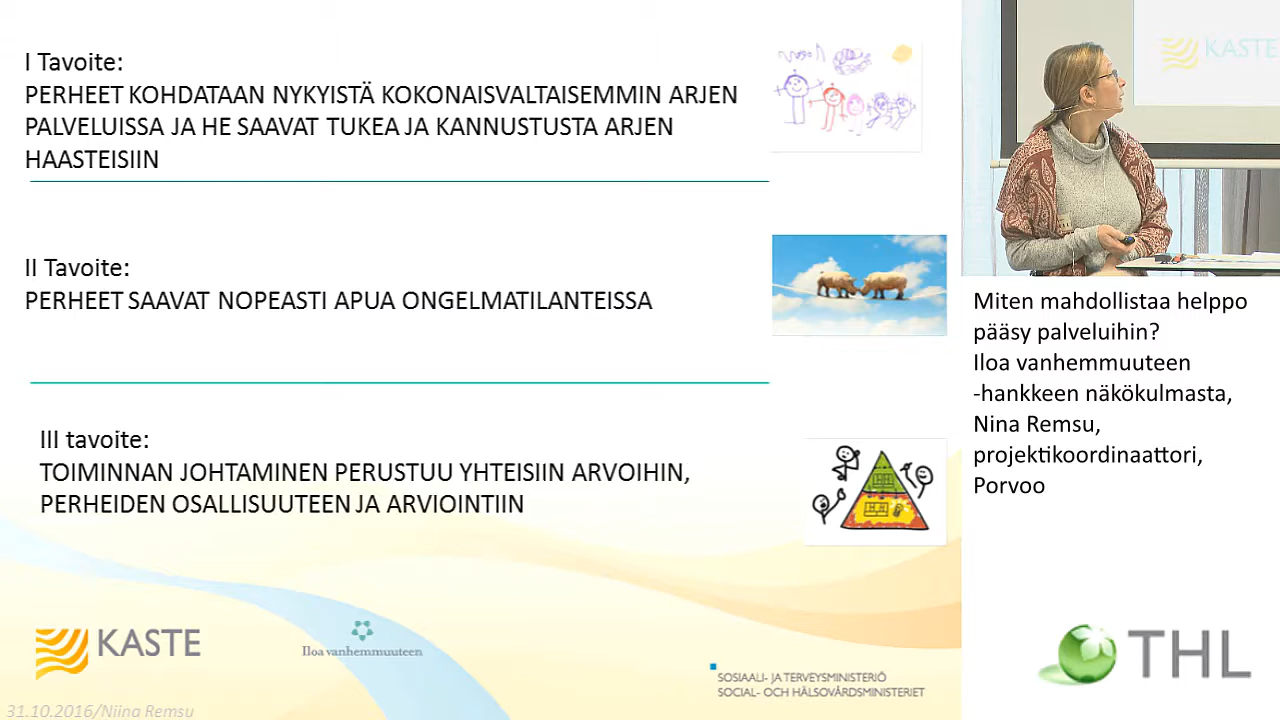 I Tavoite:
PERHEET KOHDATAAN NYKYISTÄ KOKONAISVALTAISEMMIN ARJEN
PALVELUISSA JA HE SAAVAT TUKEA JA KANNUSTUSTA ARJEN
HAASTEISIIN
II Tavoite:
PERHEET SAAVAT NOPEASTI APUA ONGELMATILANTEISSA
III tavoite:
TOIMINNAN JOHTAMINEN PERUSTUU YHTEISIIN ARVOIHIN,
PERHEIDEN OSALLISUUTEEN JA ARVIOINTIIN
KASTE
Iloa vanhemmuuteen
SOSIAALI- JA TERVEYSMINISTERIÖ
SOCIAL- OCH HÄLSOVÅRDSMINISTERIET
31.10.2016/Niina Remsu
KASTE
Miten mahdollistaa helppo
pääsy palveluihin?
Iloa vanhemmuuteen
-hankkeen näkökulmasta,
Nina Remsu,
projektikoordinaattori,
Porvoo
THL